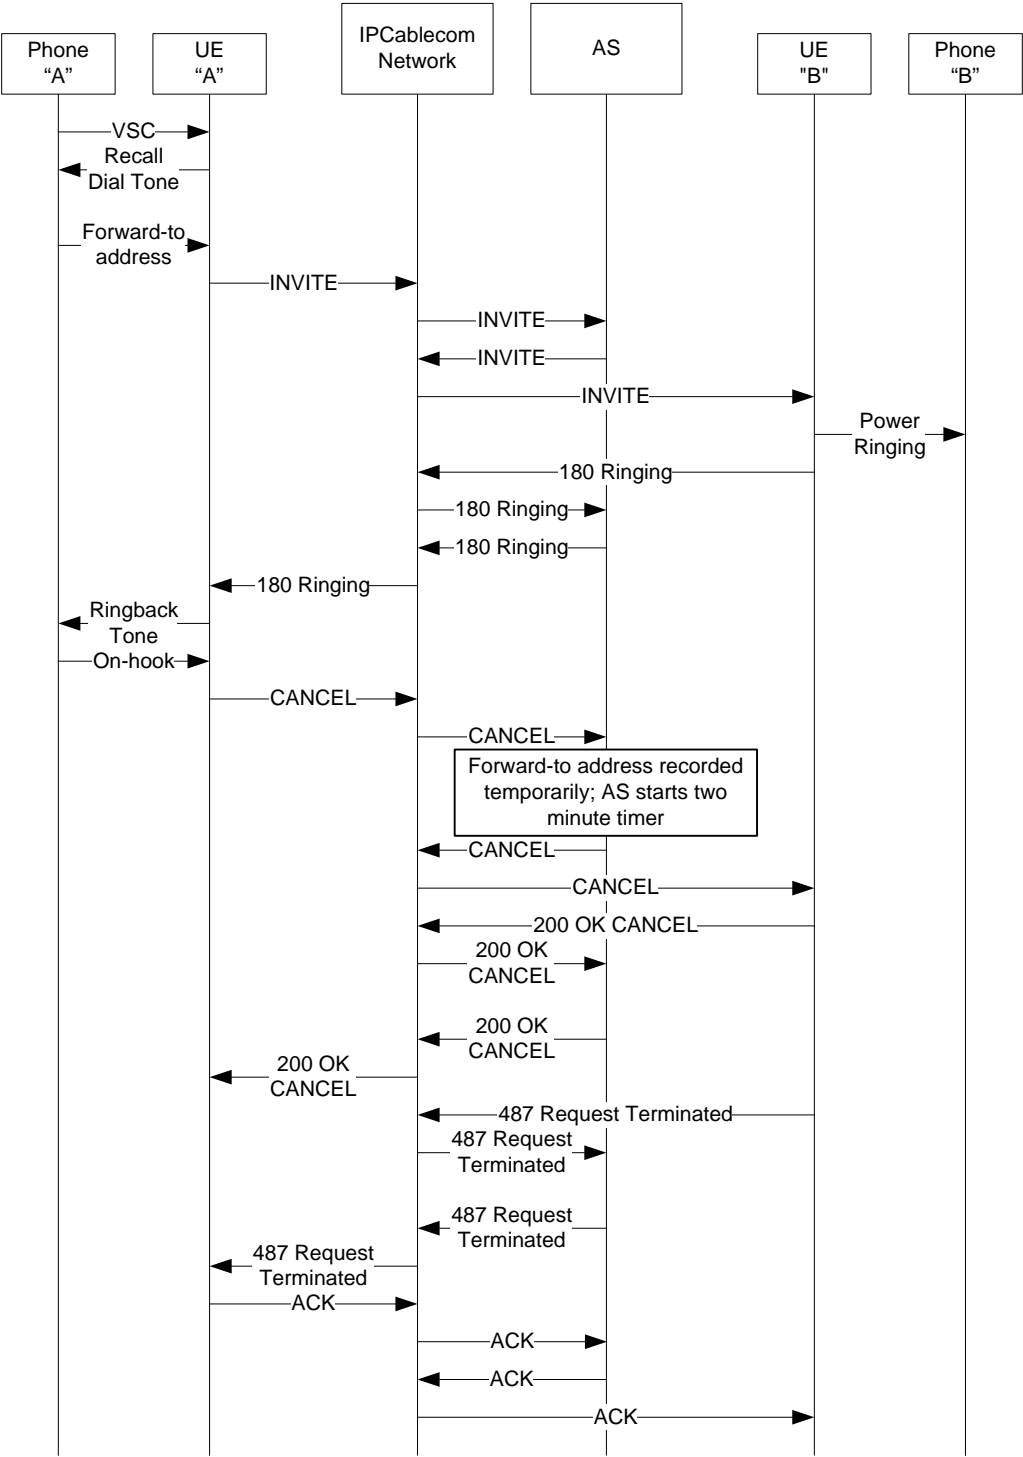 Phone
“A”
UE
“A”
IPCablecom
Network
AS
UE
"B"
Phone
“B”
VSC
Recall
Dial Tone
Forward-to
address
INVITE
INVITE
INVITE
INVITE
Power
Ringing
180 Ringing
180 Ringing
180 Ringing
180 Ringing
Ringback
Tone
On-hook
CANCEL
CANCEL
Forward-to address recorded
temporarily; AS starts two
minute timer
CANCEL
CANCEL
200 OK CANCEL
200 OK
CANCEL
200 OK
CANCEL
200 OK
CANCEL
487 Request Terminated
487 Request
Terminated
487 Request
Terminated
487 Request
Terminated
ACK
ACK
ACK
ACK